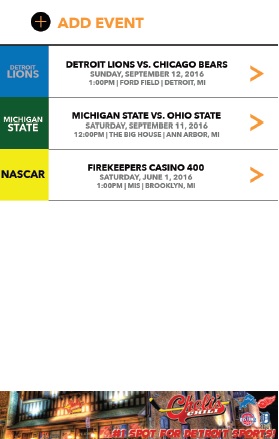 ADD EVENT
DETROIT
LIONS
DETROIT LIONS VS. CHICAGO BEARS
SUNDAY, SEPTEMBER 12, 2016
1:00PM | FORD FIELD | DETROIT, MI
MICHIGAN
STATE
MICHIGAN STATE VS. OHIO STATE
SATURDAY, SEPTEMBER 11, 2016
12:00PM | THE BIG HOUSE | ANN ARBOR, MI
NASCAR
FIREKEEPERS CASINO 400
SATURDAY, JUNE 1, 2016
1:00PM | MIS | BROOKLYN, MI
Cheli's
CHILI
#1 SPOT FOR DETROIT SPORTS!